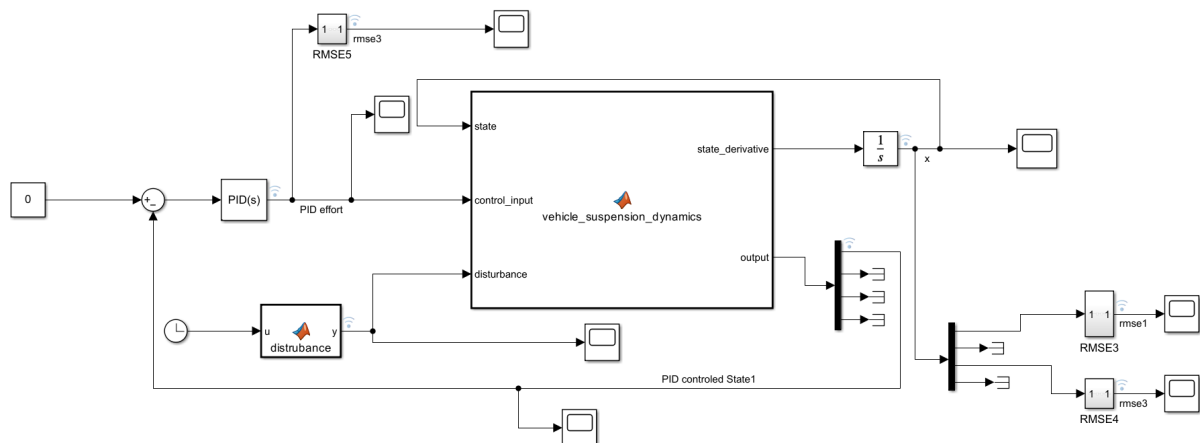 1 1
rmse3
RMSE5
state
state_derivative
1
s
x
0
+
−
PID(s)
PID effort
control_input
vehicle_suspension_dynamics
output
disturbance
u
y
distrubance
1 1
rmse1
RMSE3
PID controled State1
1 1
rmse3
RMSE4